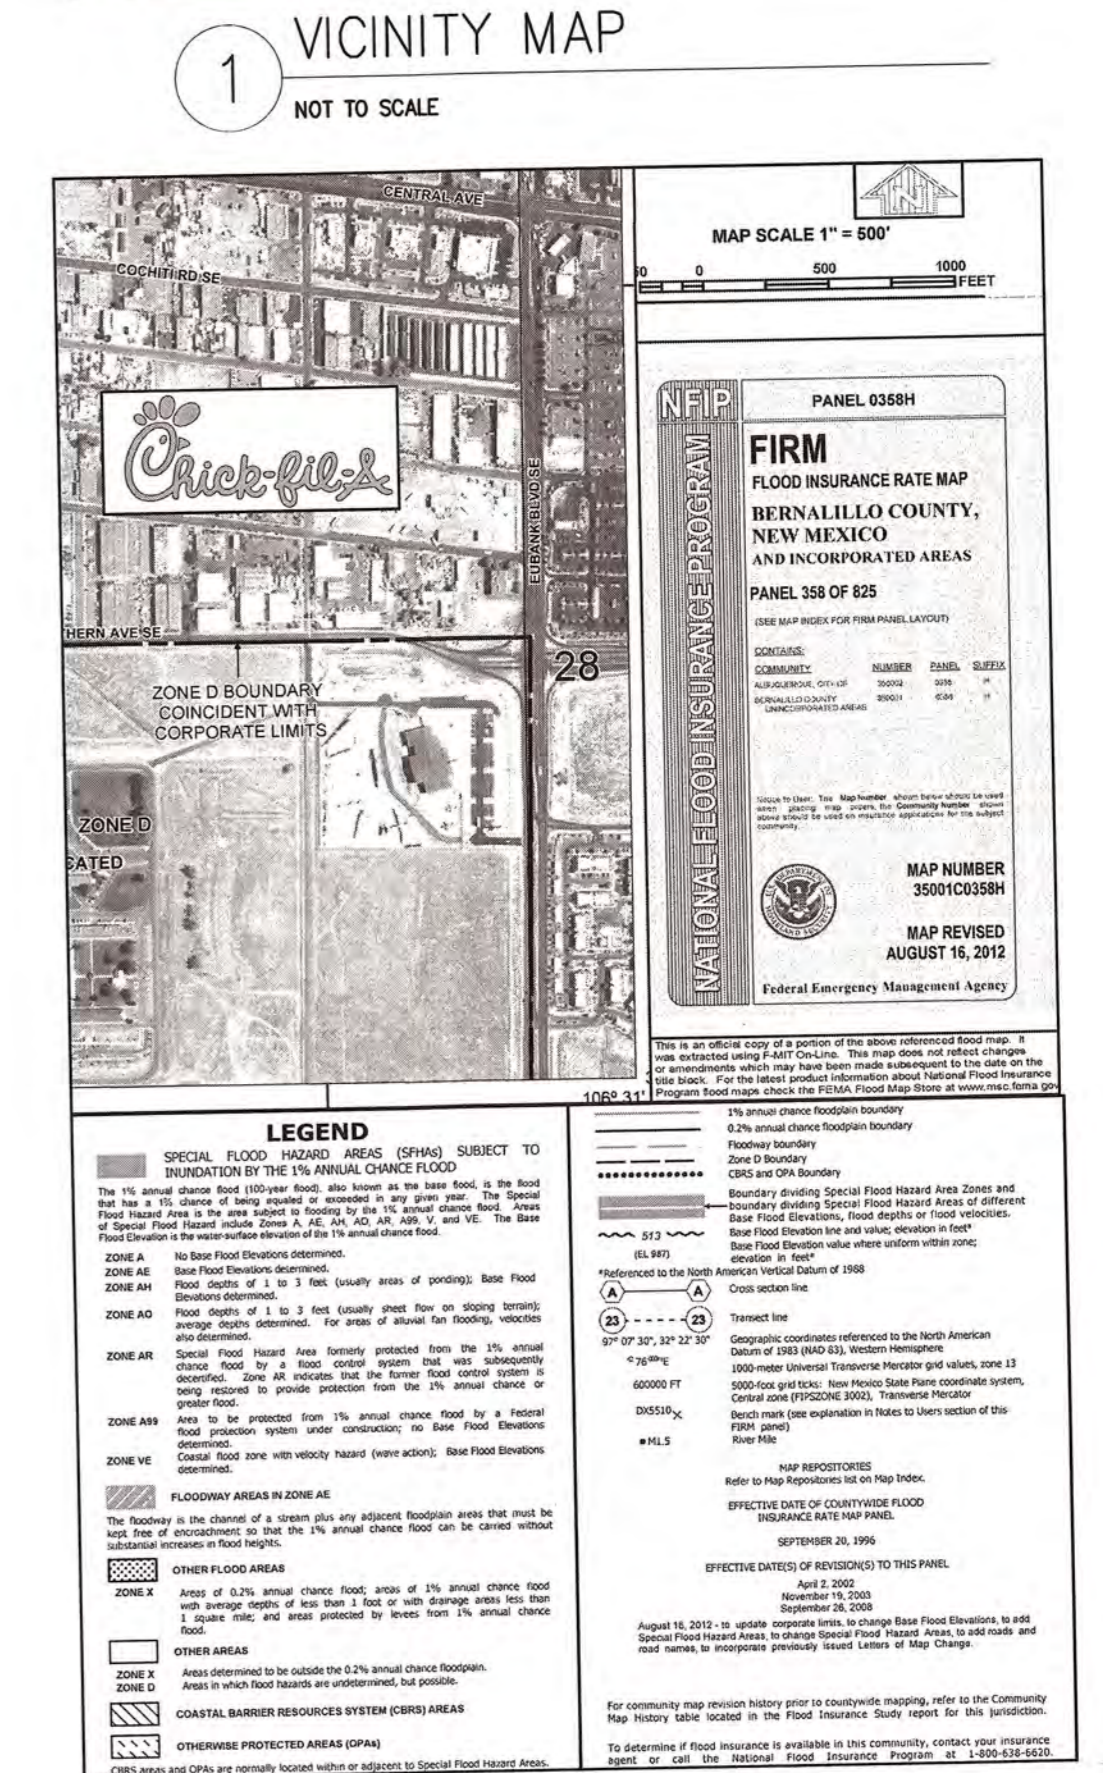 1
VICINITY MAP
NOT TO SCALE
CENTRAL AVE
COCHITI RD SE
Chick-fil-A
EUBANK BLVD SE
HERN AVE SE
28
ZONE D BOUNDARY
COINCIDENT WITH
CORPORATE LIMITS
ZONE D
CATED
106° 31'
N
MAP SCALE 1" = 500'
0 500 1000
FEET
NFIP
NATIONAL FLOOD INSURANCE PROGRAM
PANEL 0358H
FIRM
FLOOD INSURANCE RATE MAP
BERNALILLO COUNTY,
NEW MEXICO
AND INCORPORATED AREAS
PANEL 358 OF 825
(SEE MAP INDEX FOR FIRM PANEL LAYOUT)
CONTAINS:
COMMUNITY NUMBER PANEL SUFFIX
ALBUQUERQUE, CITY OF 350002 0358 H
BERNALILLO COUNTY 350001 0358 H
UNINCORPORATED AREAS
Notice to User: The Map Number shown below should be used
when placing map orders, the Community Number shown
above should be used on insurance applications for the subject
community.
MAP NUMBER
35001C0358H
MAP REVISED
AUGUST 16, 2012
Federal Emergency Management Agency
This is an official copy of a portion of the above referenced flood map. It
was extracted using F-MIT On-Line. This map does not reflect changes
or amendments which may have been made subsequent to the date on the
title block. For the latest product information about National Flood Insurance
Program flood maps check the FEMA Flood Map Store at www.msc.fema.gov
LEGEND
SPECIAL FLOOD HAZARD AREAS (SFHAS) SUBJECT TO
INUNDATION BY THE 1% ANNUAL CHANCE FLOOD
The 1% annual chance flood (100-year flood), also known as the base flood, is the flood
that has a 1% chance of being equaled or exceeded in any given year. The Special
Flood Hazard Area is the area subject to flooding by the 1% annual chance flood. Areas
of Special Flood Hazard include Zones A, AE, AH, AO, AR, A99, V, and VE. The Base
Flood Elevation is the water-surface elevation of the 1% annual chance flood.
ZONE A No Base Flood Elevations determined.
ZONE AE Base Flood Elevations determined.
ZONE AH Flood depths of 1 to 3 feet (usually areas of ponding); Base Flood
Elevations determined.
ZONE AO Flood depths of 1 to 3 feet (usually sheet flow on sloping terrain);
average depths determined. For areas of alluvial fan flooding, velocities
also determined.
ZONE AR Special Flood Hazard Area formerly protected from the 1% annual
chance flood by a flood control system that was subsequently
decertified. Zone AR indicates that the former flood control system is
being restored to provide protection from the 1% annual chance or
greater flood.
ZONE A99 Area to be protected from 1% annual chance flood by a Federal
flood protection system under construction; no Base Flood Elevations
determined.
ZONE VE Coastal flood zone with velocity hazard (wave action); Base Flood Elevations
determined.
FLOODWAY AREAS IN ZONE AE
The floodway is the channel of a stream plus any adjacent floodplain areas that must be
kept free of encroachment so that the 1% annual chance flood can be carried without
substantial increases in flood heights.
OTHER FLOOD AREAS
ZONE X Areas of 0.2% annual chance flood; areas of 1% annual chance flood
with average depths of less than 1 foot or with drainage areas less than
1 square mile; and areas protected by levees from 1% annual chance
flood.
OTHER AREAS
ZONE X Areas determined to be outside the 0.2% annual chance floodplain.
ZONE D Areas in which flood hazards are undetermined, but possible.
COASTAL BARRIER RESOURCES SYSTEM (CBRS) AREAS
OTHERWISE PROTECTED AREAS (OPAs)
CBRS areas and OPAs are normally located within or adjacent to Special Flood Hazard Areas.
1% annual chance floodplain boundary
0.2% annual chance floodplain boundary
Floodway boundary
Zone D Boundary
CBRS and OPA Boundary
Boundary dividing Special Flood Hazard Area Zones and
boundary dividing Special Flood Hazard Areas of different
Base Flood Elevations, flood depths or flood velocities.
513 Base Flood Elevation line and value; elevation in feet*
(EL 987) Base Flood Elevation value where uniform within zone;
elevation in feet*
*Referenced to the North American Vertical Datum of 1988
A A Cross section line
23 23 Transect line
97° 07' 30", 32° 22' 30" Geographic coordinates referenced to the North American
Datum of 1983 (NAD 83), Western Hemisphere
1000-meter Universal Transverse Mercator grid values, zone 13
600000 FT 5000-foot grid ticks: New Mexico State Plane coordinate system,
Central zone (FIPSZONE 3002), Transverse Mercator
DX5510 X Bench mark (see explanation in Notes to Users section of this
FIRM panel)
M1.5 River Mile
MAP REPOSITORIES
Refer to Map Repositories list on Map Index.
EFFECTIVE DATE OF COUNTYWIDE FLOOD
INSURANCE RATE MAP PANEL
SEPTEMBER 20, 1996
EFFECTIVE DATE(S) OF REVISION(S) TO THIS PANEL
April 2, 2002
November 19, 2003
September 26, 2008
August 16, 2012 - to update corporate limits, to change Base Flood Elevations, to add
Special Flood Hazard Areas, to change Special Flood Hazard Areas, to add roads and
road names, to incorporate previously issued Letters of Map Change.
For community map revision history prior to countywide mapping, refer to the Community
Map History table located in the Flood Insurance Study report for this jurisdiction.
To determine if flood insurance is available in this community, contact your insurance
agent or call the National Flood Insurance Program at 1-800-638-6620.